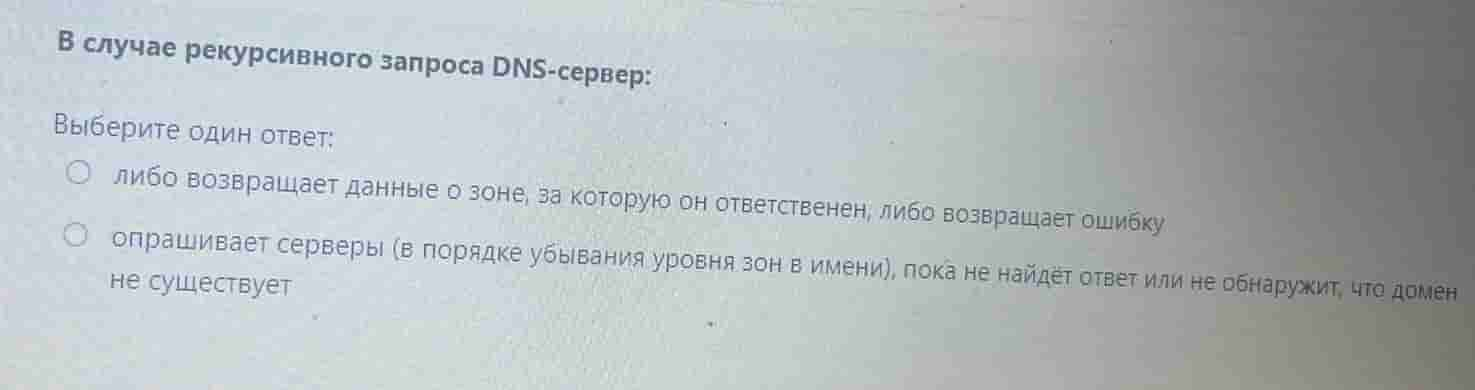 В случае рекурсивного запроса DNS-сервер:
Выберите один ответ:
либо возвращает данные о зоне, за которую он ответственен, либо возвращает ошибку
опрашивает серверы (в порядке убывания уровня зон в имени), пока не найдёт ответ или не обнаружит, что домен
не существует